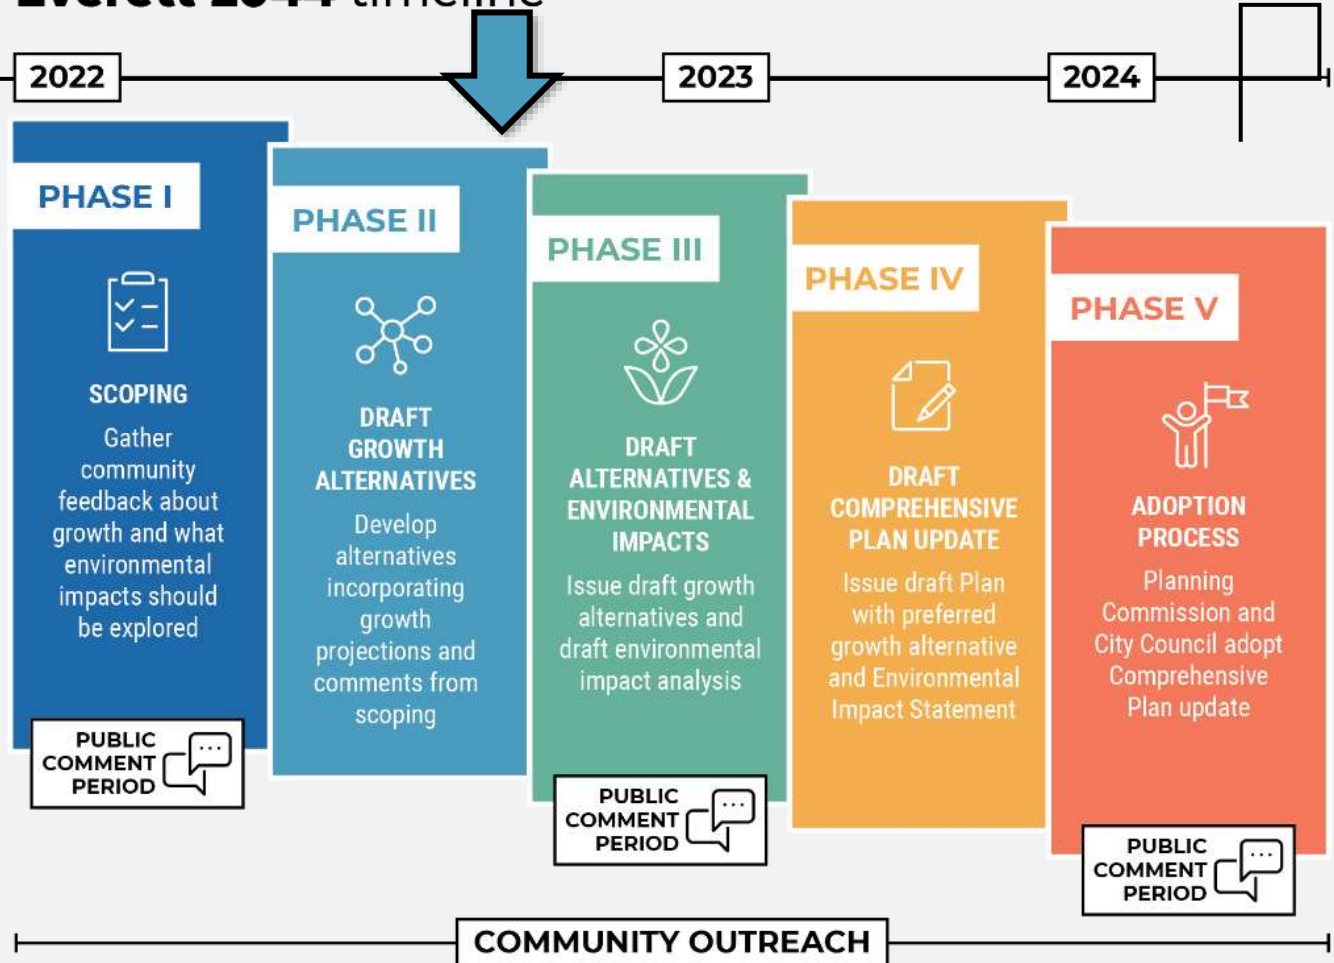 Everett 2044 timeline
2022
2023
2024
PHASE I
SCOPING
Gather
community
feedback about
growth and what
environmental
impacts should
be explored
PUBLIC
COMMENT
PERIOD
PHASE II
DRAFT
GROWTH
ALTERNATIVES
Develop
alternatives
incorporating
growth
projections and
comments from
scoping
PHASE III
DRAFT
ALTERNATIVES &
ENVIRONMENTAL
IMPACTS
Issue draft growth
alternatives and
draft environmental
impact analysis
PUBLIC
COMMENT
PERIOD
PHASE IV
DRAFT
COMPREHENSIVE
PLAN UPDATE
Issue draft Plan
with preferred
growth alternative
and Environmental
Impact Statement
PHASE V
ADOPTION
PROCESS
Planning
Commission and
City Council adopt
Comprehensive
Plan update
PUBLIC
COMMENT
PERIOD
COMMUNITY OUTREACH